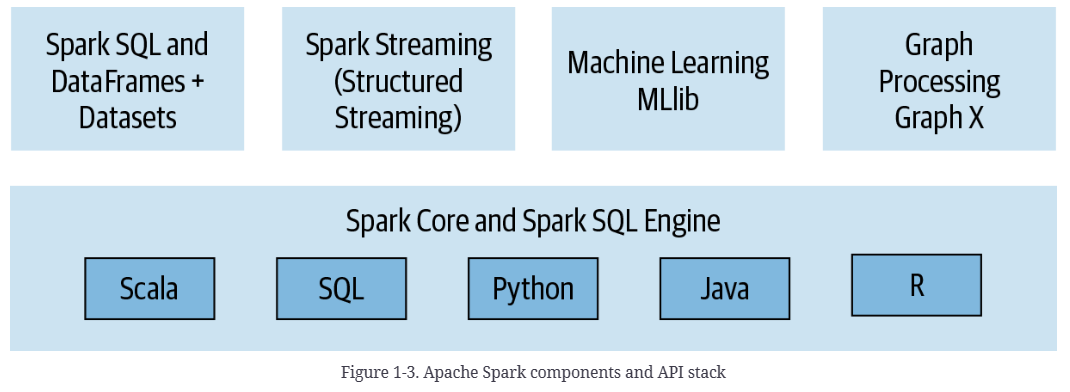 Spark SQL and
DataFrames +
Datasets
Spark Streaming
(Structured
Streaming)
Machine Learning
MLlib
Graph
Processing
Graph X
Spark Core and Spark SQL Engine
Scala
SQL
Python
Java
R
Figure 1-3. Apache Spark components and API stack